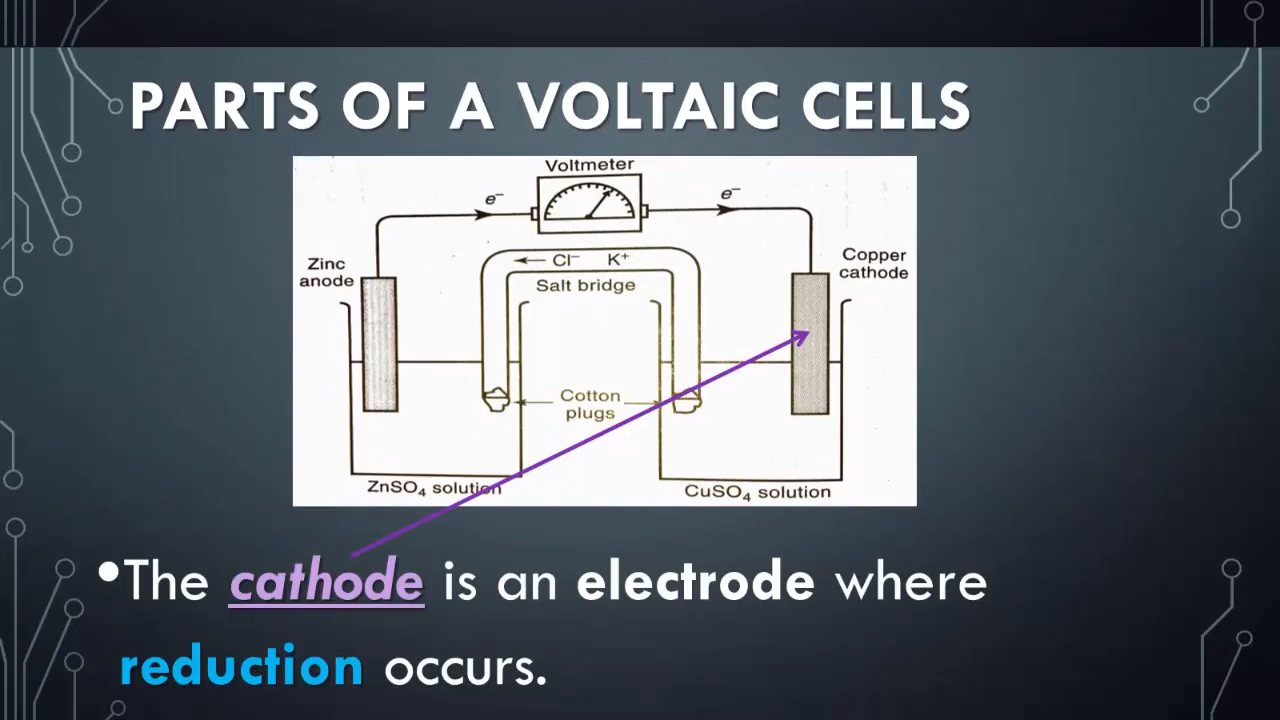 PARTS OF A VOLTAIC CELLS
Voltmeter
e⁻
e⁻
Zinc
anode
Cl⁻ K⁺
Salt bridge
Copper
cathode
Cotton
plugs
ZnSO₄ solution
CuSO₄ solution
•The cathode is an electrode where
reduction occurs.